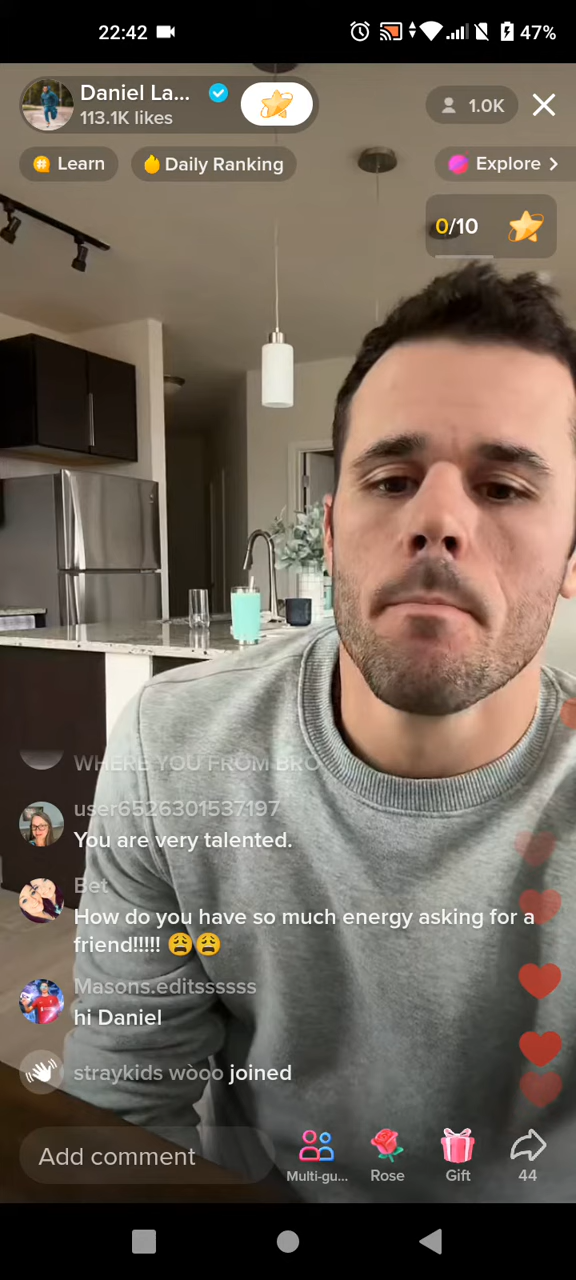 22:42
47%
Daniel La...
113.1K likes
1.0K
Learn
Daily Ranking
Explore >
0/10
WHERE YOU FROM BRO
user6526301537197
You are very talented.
Bet
How do you have so much energy asking for a
friend!!!!! 😩😩
Masons.editssssss
hi Daniel
straykids wòoo joined
Add comment
Multi-gu...
Rose
Gift
44